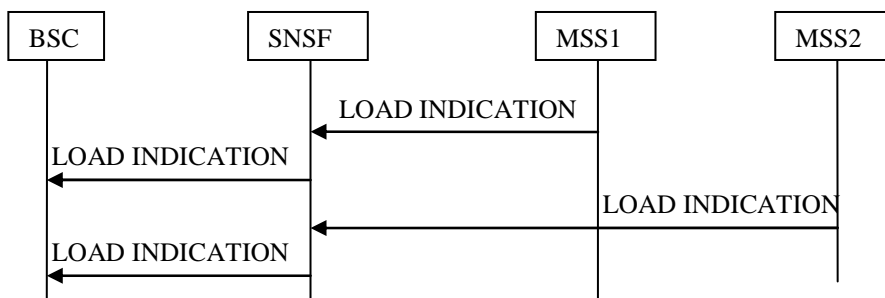 BSC
SNSF
MSS1
MSS2
LOAD INDICATION
LOAD INDICATION
LOAD INDICATION
LOAD INDICATION